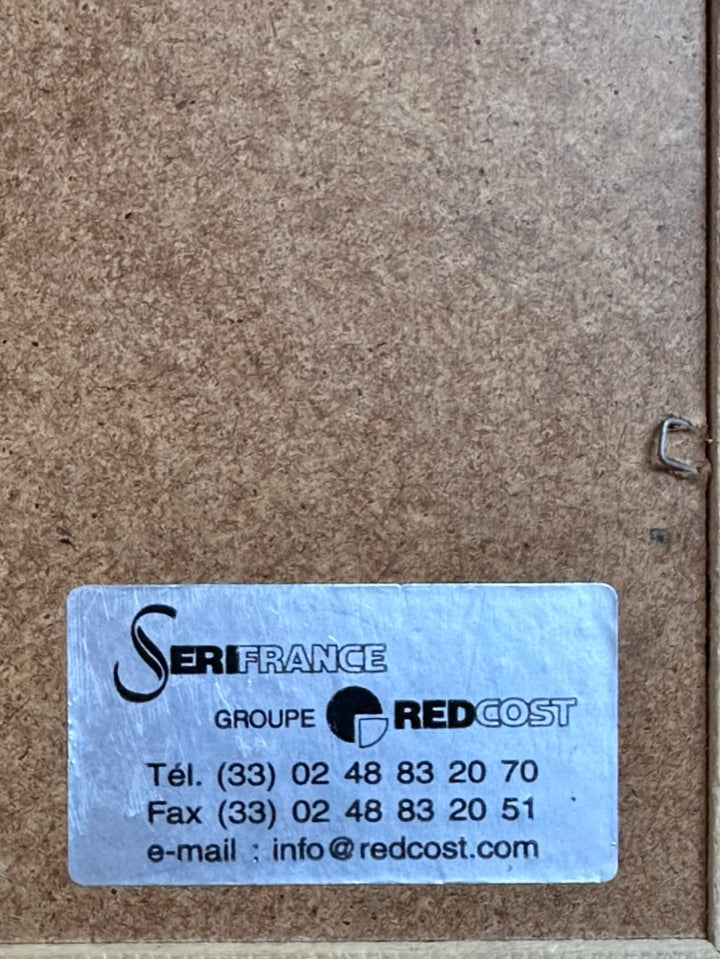 SERIFRANCE
GROUPE REDCOST
Tél. (33) 02 48 83 20 70
Fax (33) 02 48 83 20 51
e-mail : info@redcost.com